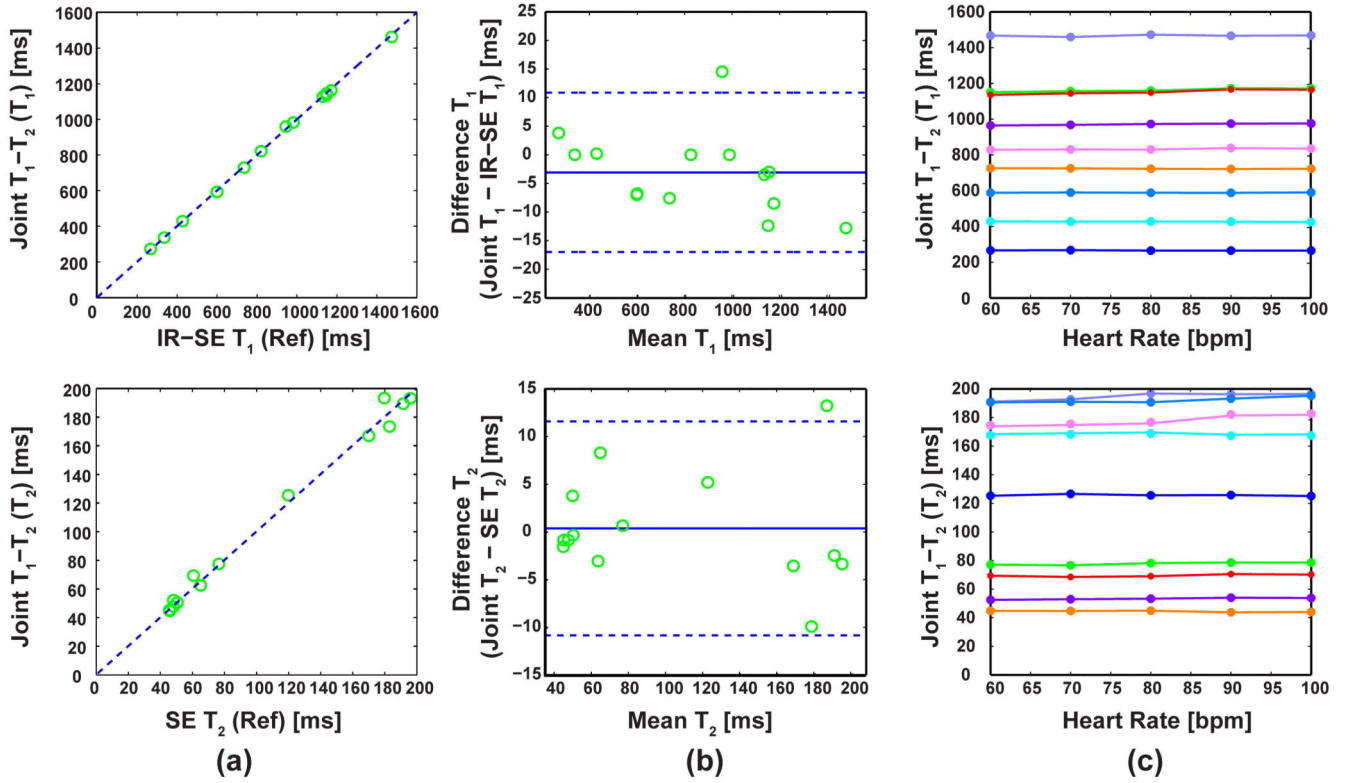 1600
1400
1200
1000
800
600
400
200
0
Joint T1−T2 (T1) [ms]
0 200 400 600 800 1000 1200 1400 1600
IR−SE T1 (Ref) [ms]
25
20
15
10
5
0
−5
−10
−15
−20
−25
Difference T1
(Joint T1 − IR−SE T1) [ms]
400 600 800 1000 1200 1400
Mean T1 [ms]
1600
1400
1200
1000
800
600
400
200
0
Joint T1−T2 (T1) [ms]
60 65 70 75 80 85 90 95 100
Heart Rate [bpm]
200
180
160
140
120
100
80
60
40
20
0
Joint T1−T2 (T2) [ms]
0 20 40 60 80 100 120 140 160 180 200
SE T2 (Ref) [ms]
15
10
5
0
−5
−10
15
Difference T2
(Joint T2 − SE T2) [ms]
40 60 80 100 120 140 160 180 200
Mean T2 [ms]
200
180
160
140
120
100
80
60
40
20
0
Joint T1−T2 (T2) [ms]
60 65 70 75 80 85 90 95 100
Heart Rate [bpm]
(a) (b) (c)